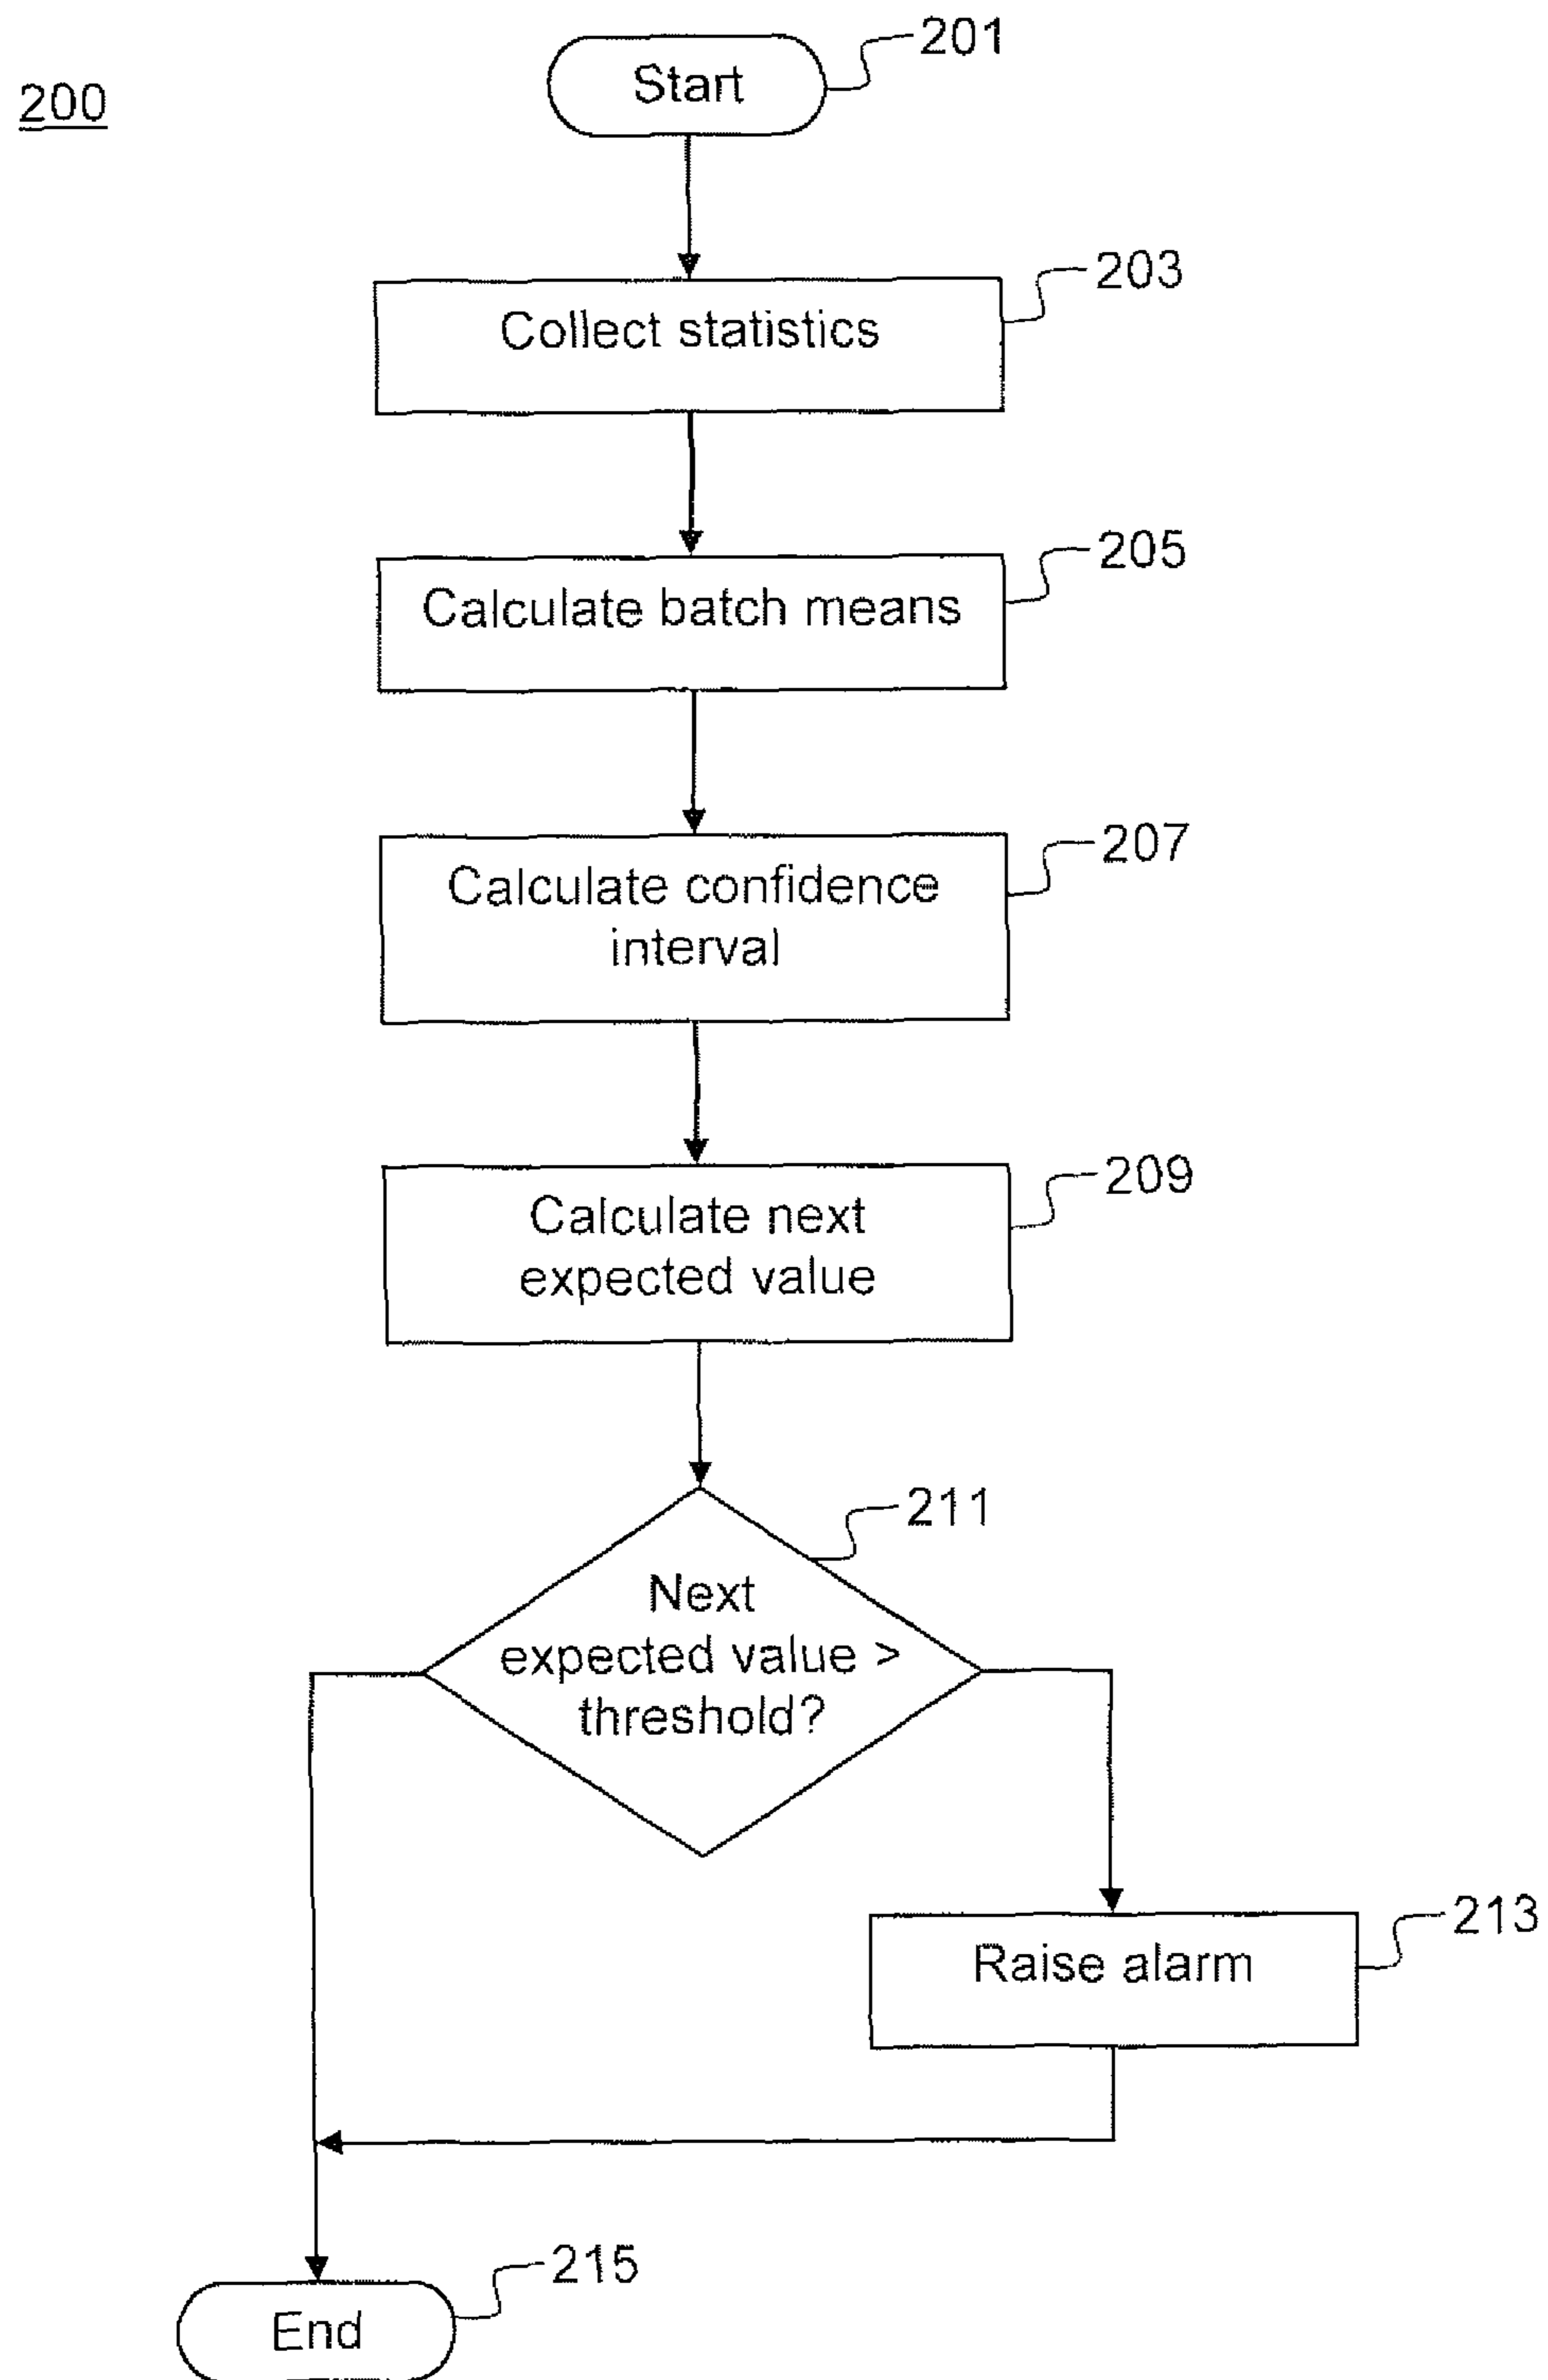 200
Start
201
Collect statistics
203
Calculate batch means
205
Calculate confidence
interval
207
Calculate next
expected value
209
Next
expected value >
threshold?
211
Raise alarm
213
End
215